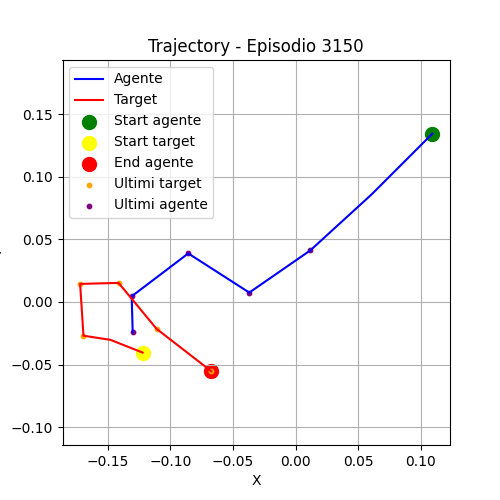 Trajectory - Episodio 3150
Agente
Target
Start agente
Start target
End agente
Ultimi target
Ultimi agente
0.15
0.10
0.05
0.00
−0.05
−0.10
−0.15
−0.10
−0.05
0.00
0.05
0.10
X